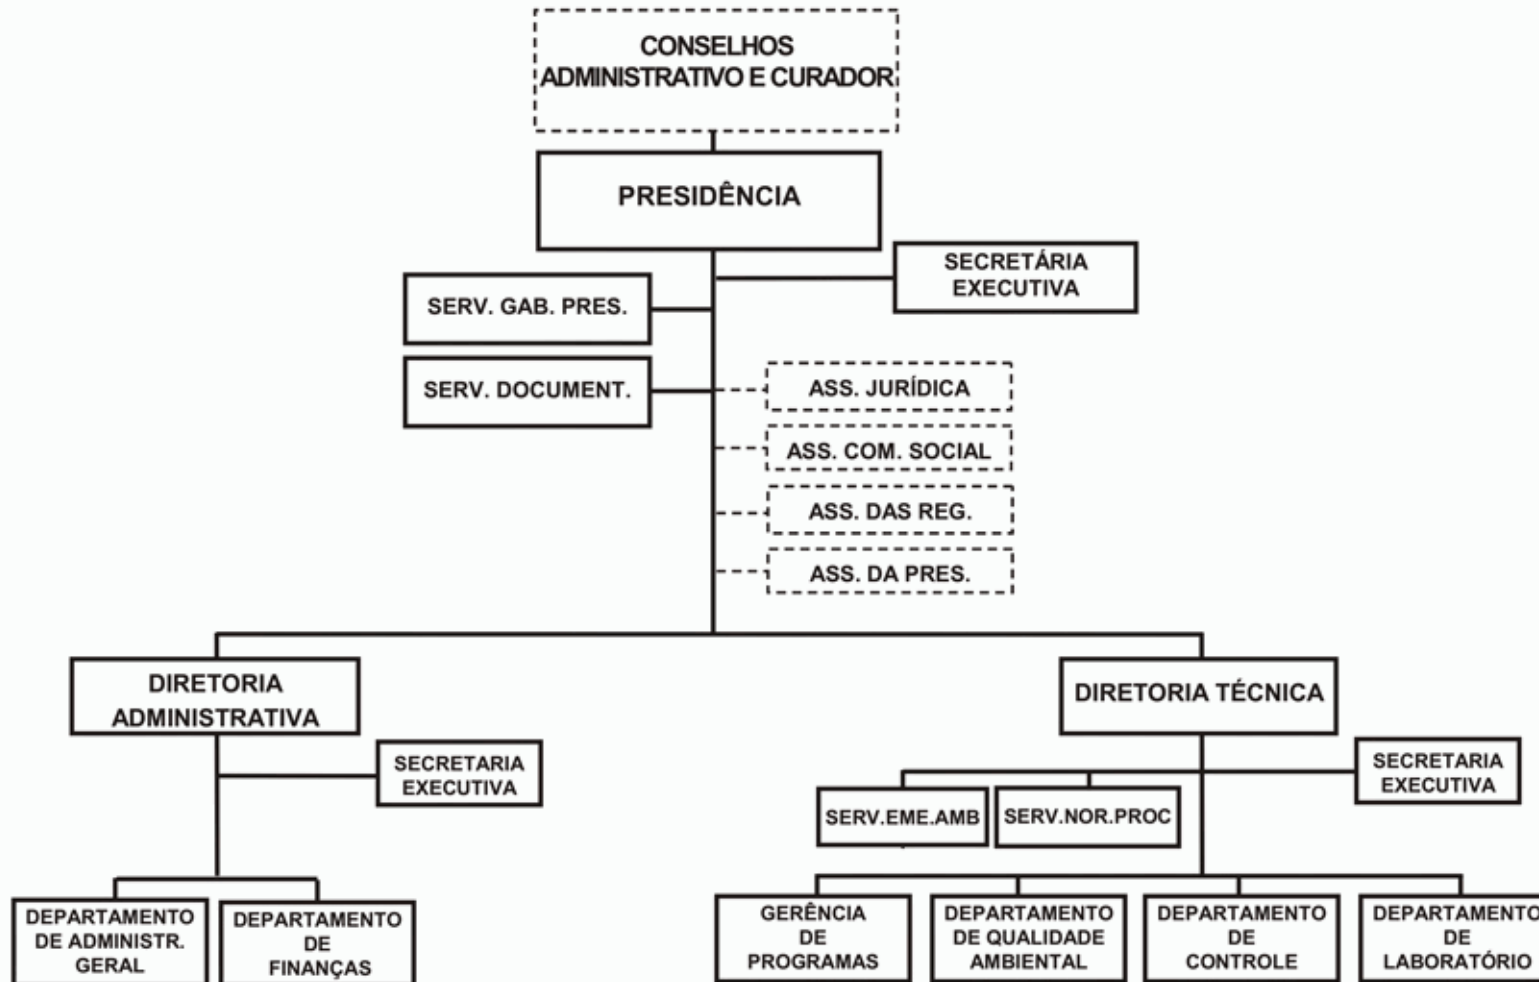 CONSELHOS
ADMINISTRATIVO E CURADOR
PRESIDÊNCIA
SECRETÁRIA
EXECUTIVA
SERV. GAB. PRES.
SERV. DOCUMENT.
ASS. JURÍDICA
ASS. COM. SOCIAL
ASS. DAS REG.
ASS. DA PRES.
DIRETORIA
ADMINISTRATIVA
DIRETORIA TÉCNICA
SECRETARIA
EXECUTIVA
SECRETARIA
EXECUTIVA
SERV.EME.AMB
SERV.NOR.PROC
DEPARTAMENTO
DE ADMINISTR.
GERAL
DEPARTAMENTO
DE
FINANÇAS
GERÊNCIA
DE
PROGRAMAS
DEPARTAMENTO
DE QUALIDADE
AMBIENTAL
DEPARTAMENTO
DE
CONTROLE
DEPARTAMENTO
DE
LABORATÓRIO